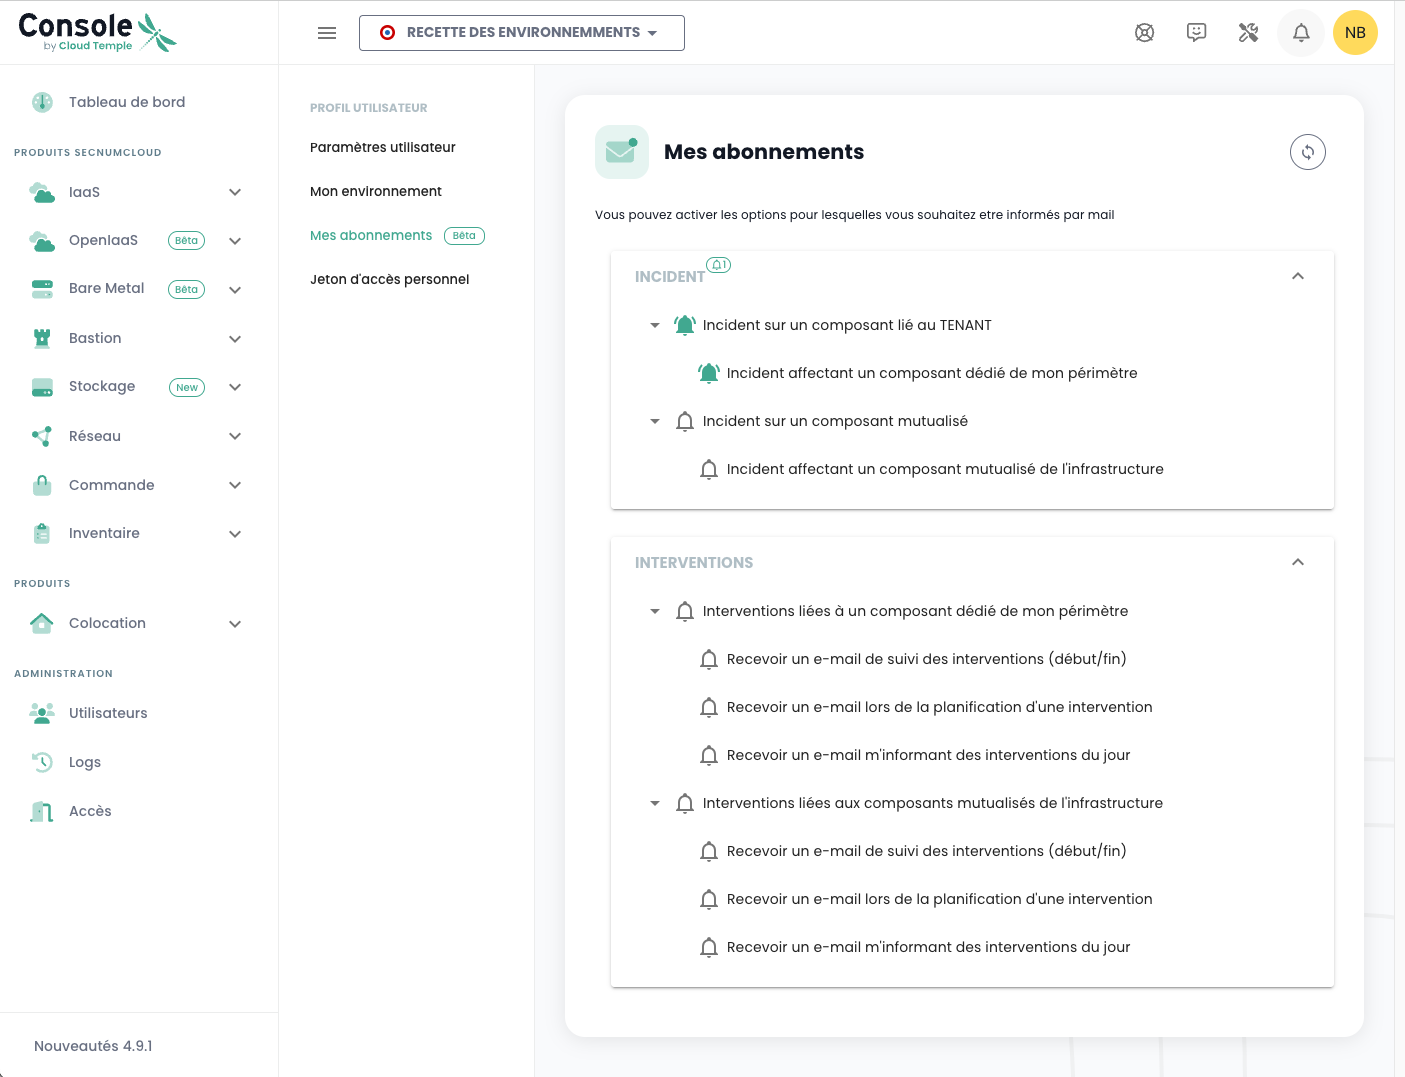 Console
by Cloud Temple
RECETTE DES ENVIRONNEMMENTS
NB
Tableau de bord
PRODUITS SECNUMCLOUD
IaaS
OpenIaaS Bêta
Bare Metal Bêta
Bastion
Stockage New
Réseau
Commande
Inventaire
PRODUITS
Colocation
ADMINISTRATION
Utilisateurs
Logs
Accès
Nouveautés 4.9.1
PROFIL UTILISATEUR
Paramètres utilisateur
Mon environnement
Mes abonnements Bêta
Jeton d'accès personnel
Mes abonnements
Vous pouvez activer les options pour lesquelles vous souhaitez etre informés par mail
INCIDENT 1
Incident sur un composant lié au TENANT
Incident affectant un composant dédié de mon périmètre
Incident sur un composant mutualisé
Incident affectant un composant mutualisé de l'infrastructure
INTERVENTIONS
Interventions liées à un composant dédié de mon périmètre
Recevoir un e-mail de suivi des interventions (début/fin)
Recevoir un e-mail lors de la planification d'une intervention
Recevoir un e-mail m'informant des interventions du jour
Interventions liées aux composants mutualisés de l'infrastructure
Recevoir un e-mail de suivi des interventions (début/fin)
Recevoir un e-mail lors de la planification d'une intervention
Recevoir un e-mail m'informant des interventions du jour